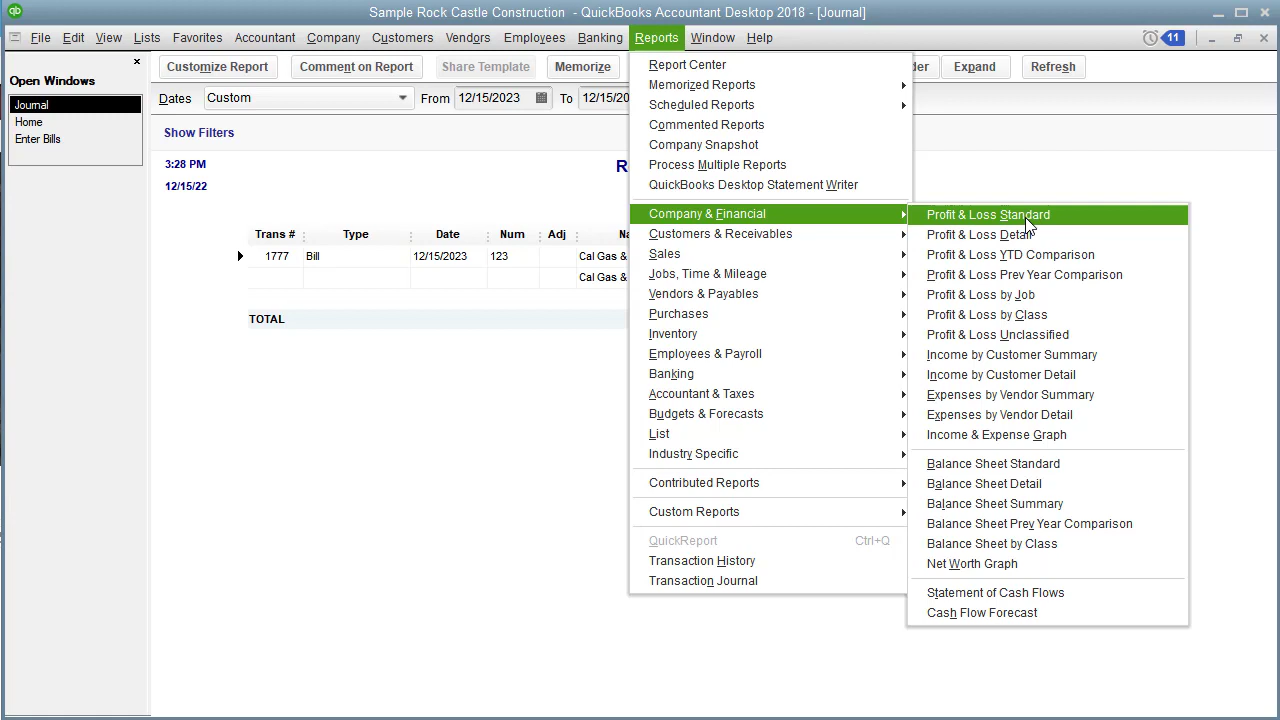 Sample Rock Castle Construction - QuickBooks Accountant Desktop 2018 - [Journal]
File Edit View Lists Favorites Accountant Company Customers Vendors Employees Banking Reports Window Help 11
Open Windows
Journal
Home
Enter Bills
Customize Report Comment on Report Share Template Memorize Expand Refresh
Dates Custom From 12/15/2023 To
Show Filters
3:28 PM
12/15/22
Trans # Type Date Num Adj
1777 Bill 12/15/2023 123 Cal Gas &
Cal Gas &
TOTAL
Report Center
Memorized Reports
Scheduled Reports
Commented Reports
Company Snapshot
Process Multiple Reports
QuickBooks Desktop Statement Writer
Company & Financial
Customers & Receivables
Sales
Jobs, Time & Mileage
Vendors & Payables
Purchases
Inventory
Employees & Payroll
Banking
Accountant & Taxes
Budgets & Forecasts
List
Industry Specific
Contributed Reports
Custom Reports
QuickReport Ctrl+Q
Transaction History
Transaction Journal
Profit & Loss Standard
Profit & Loss Detail
Profit & Loss YTD Comparison
Profit & Loss Prev Year Comparison
Profit & Loss by Job
Profit & Loss by Class
Profit & Loss Unclassified
Income by Customer Summary
Income by Customer Detail
Expenses by Vendor Summary
Expenses by Vendor Detail
Income & Expense Graph
Balance Sheet Standard
Balance Sheet Detail
Balance Sheet Summary
Balance Sheet Prev Year Comparison
Balance Sheet by Class
Net Worth Graph
Statement of Cash Flows
Cash Flow Forecast